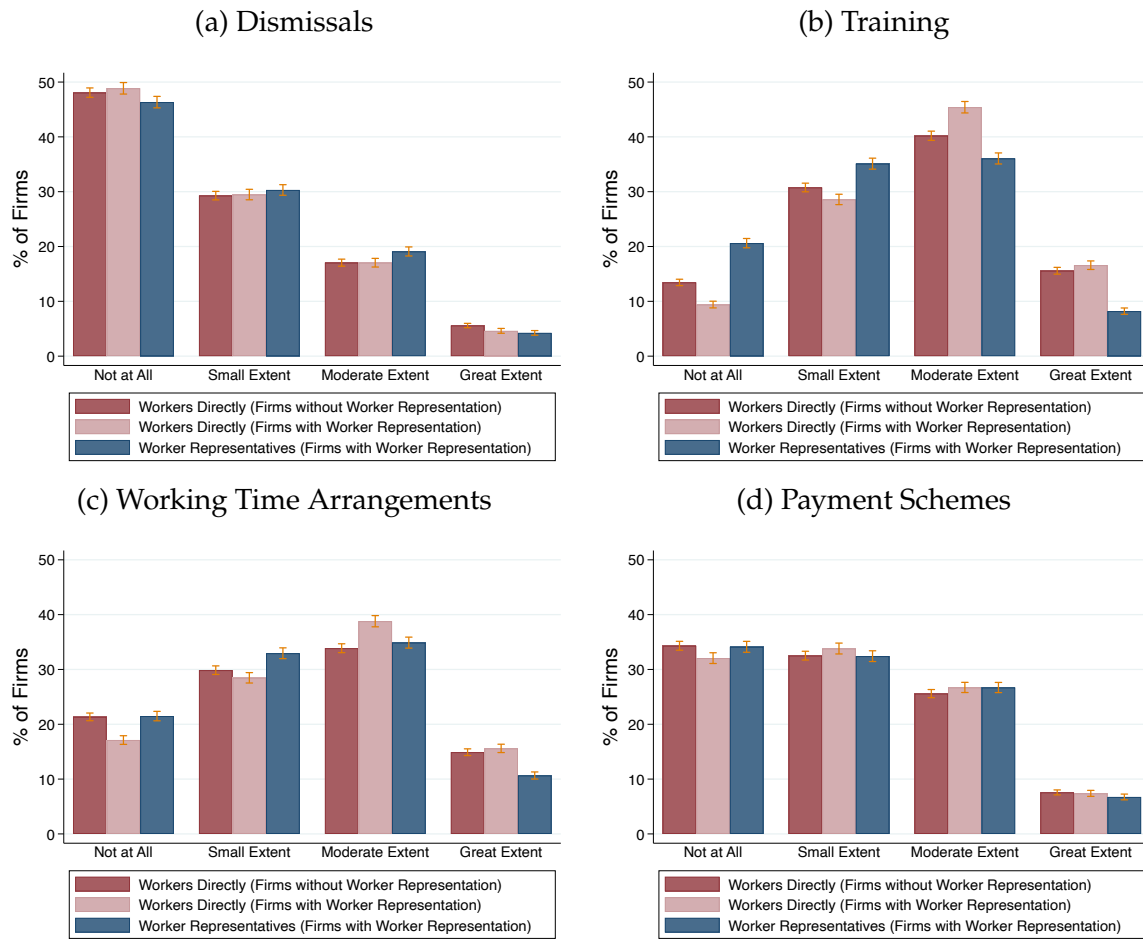 (a) Dismissals
% of Firms
50
40
30
20
10
0
Not at All Small Extent Moderate Extent Great Extent
Workers Directly (Firms without Worker Representation)
Workers Directly (Firms with Worker Representation)
Worker Representatives (Firms with Worker Representation)
(b) Training
% of Firms
50
40
30
20
10
0
Not at All Small Extent Moderate Extent Great Extent
Workers Directly (Firms without Worker Representation)
Workers Directly (Firms with Worker Representation)
Worker Representatives (Firms with Worker Representation)
(c) Working Time Arrangements
% of Firms
50
40
30
20
10
0
Not at All Small Extent Moderate Extent Great Extent
Workers Directly (Firms without Worker Representation)
Workers Directly (Firms with Worker Representation)
Worker Representatives (Firms with Worker Representation)
(d) Payment Schemes
% of Firms
50
40
30
20
10
0
Not at All Small Extent Moderate Extent Great Extent
Workers Directly (Firms without Worker Representation)
Workers Directly (Firms with Worker Representation)
Worker Representatives (Firms with Worker Representation)